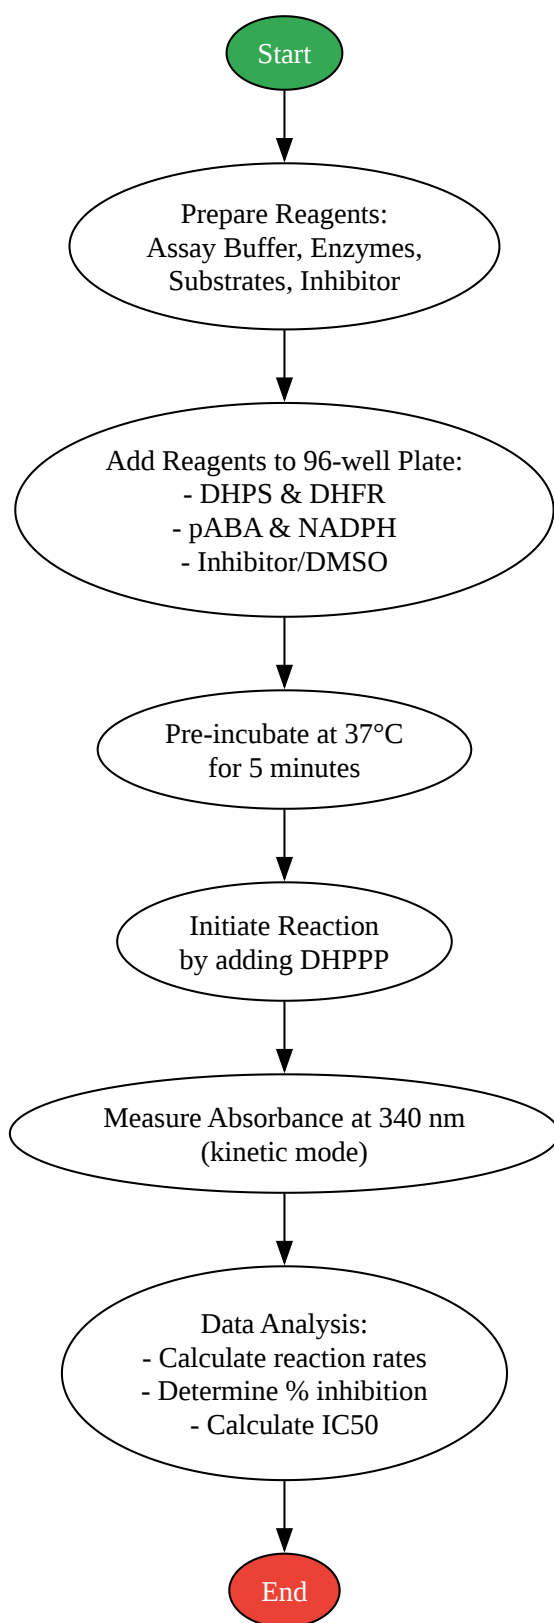 Start
Prepare Reagents:
Assay Buffer, Enzymes,
Substrates, Inhibitor
Add Reagents to 96-well Plate:
- DHPS & DHFR
- pABA & NADPH
- Inhibitor/DMSO
Pre-incubate at 37°C
for 5 minutes
Initiate Reaction
by adding DHPPP
Measure Absorbance at 340 nm
(kinetic mode)
Data Analysis:
- Calculate reaction rates
- Determine % inhibition
- Calculate IC50
End